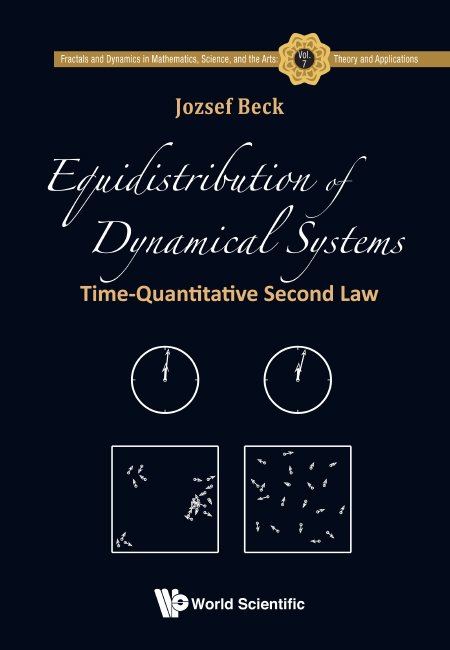 Fractals and Dynamics in Mathematics, Science, and the Arts: Vol. 7 Theory and Applications
Jozsef Beck
Equidistribution of
Dynamical Systems
Time-Quantitative Second Law
World Scientific